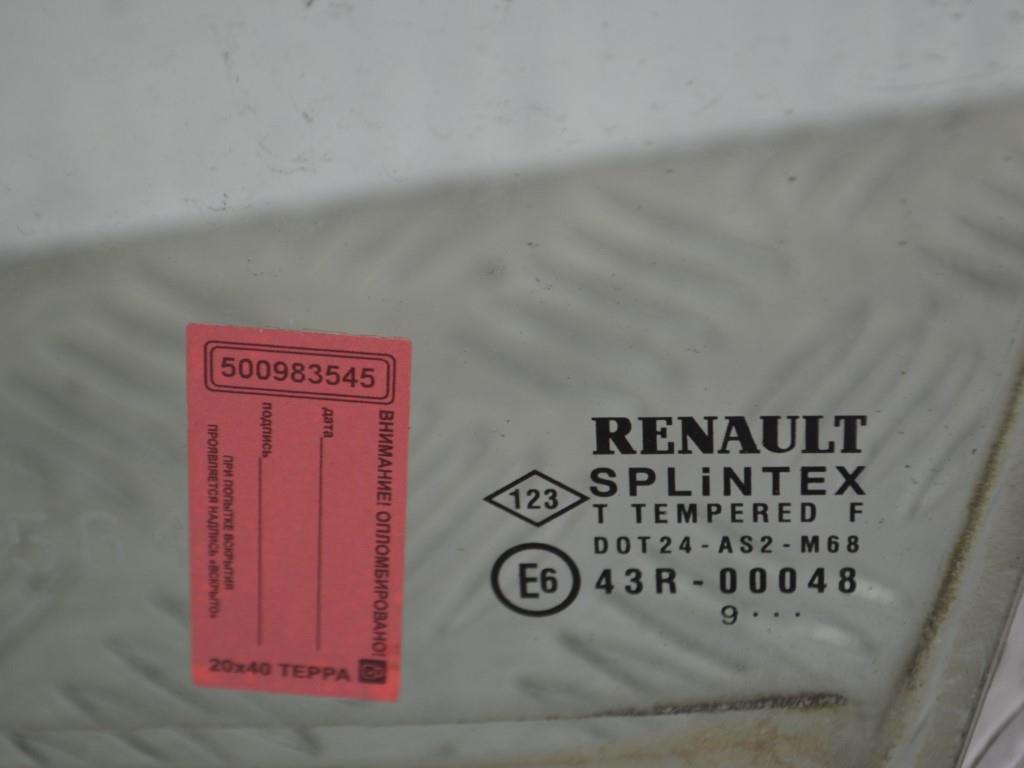 500983545
ВНИМАНИЕ! ОПЛОМБИРОВАНО!
дата
подпись
ПРИ ПОПЫТКЕ ВСКРЫТИЯ
ПРОЯВЛЯЕТСЯ НАДПИСЬ «ВСКРЫТО»
20x40 ТЕРРА
RENAULT
SPLiNTEX
123
T TEMPERED F
DOT24-AS2-M68
E6 43R-00048
9...